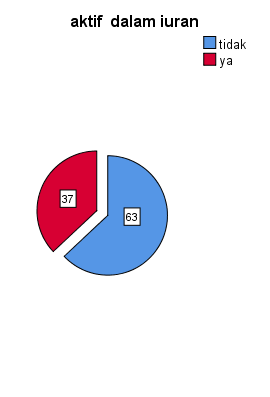 aktif dalam iuran
tidak
ya
37
63